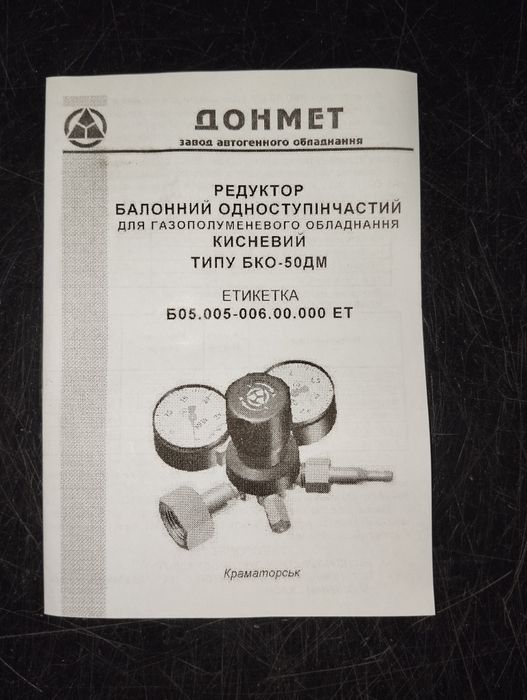 ДОНМЕТ
завод автогенного обладнання
РЕДУКТОР
БАЛОННИЙ ОДНОСТУПІНЧАСТИЙ
ДЛЯ ГАЗОПОЛУМЕНЕВОГО ОБЛАДНАННЯ
КИСНЕВИЙ
ТИПУ БКО-50ДМ
ЕТИКЕТКА
Б05.005-006.00.000 ЕТ
Краматорськ